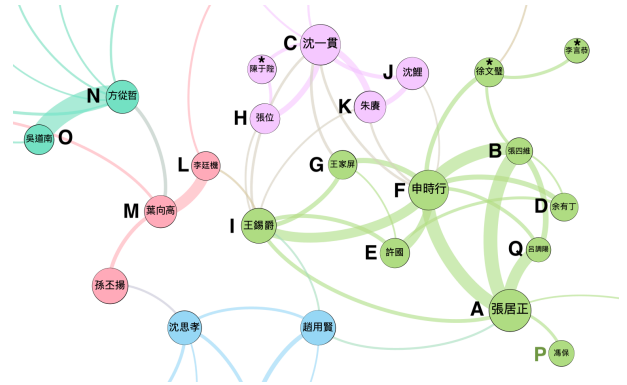 C 沈一貫
* 李言恭
* 陳于陛
J 沈鯉
* 徐文璧
N 方從哲
K 朱賡
H 張位
O 吳道南
B 張四維
L 李廷機
G 王家屏
F 申時行
M 葉向高
D 余有丁
I 王錫爵
E 許國
Q 呂調陽
孫丕揚
A 張居正
沈思孝
趙用賢
P 馮保